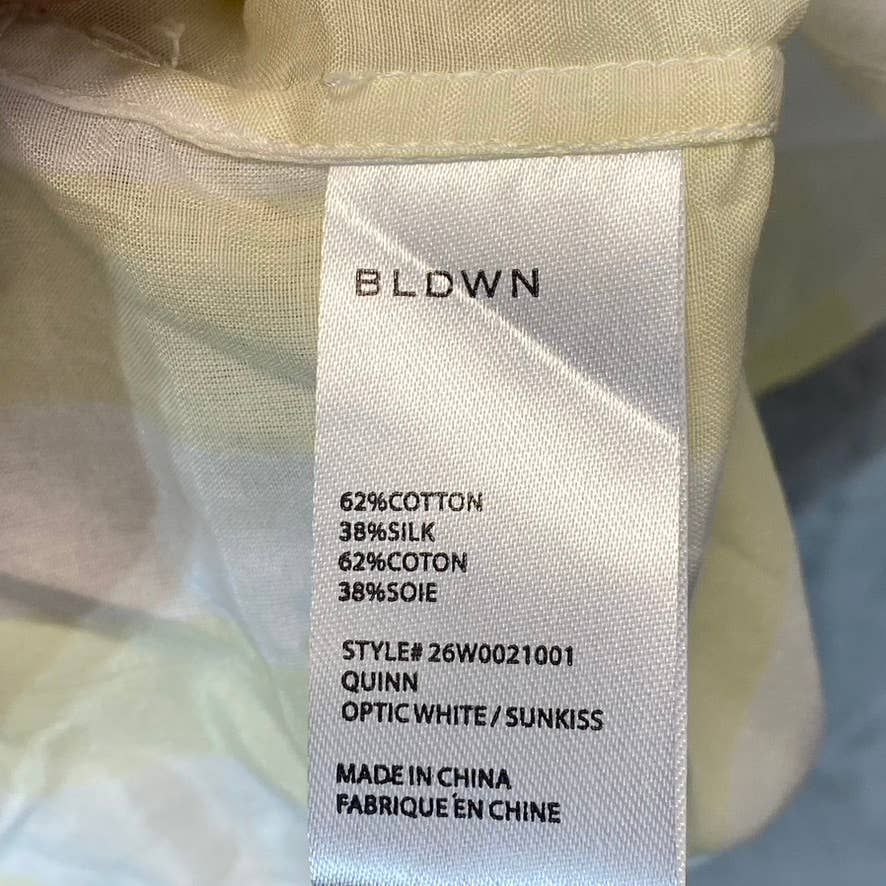 BLDWN
62%COTTON
38%SILK
62%COTON
38%SOIE
STYLE# 26W0021001
QUINN
OPTIC WHITE / SUNKISS
MADE IN CHINA
FABRIQUE´EN CHINE